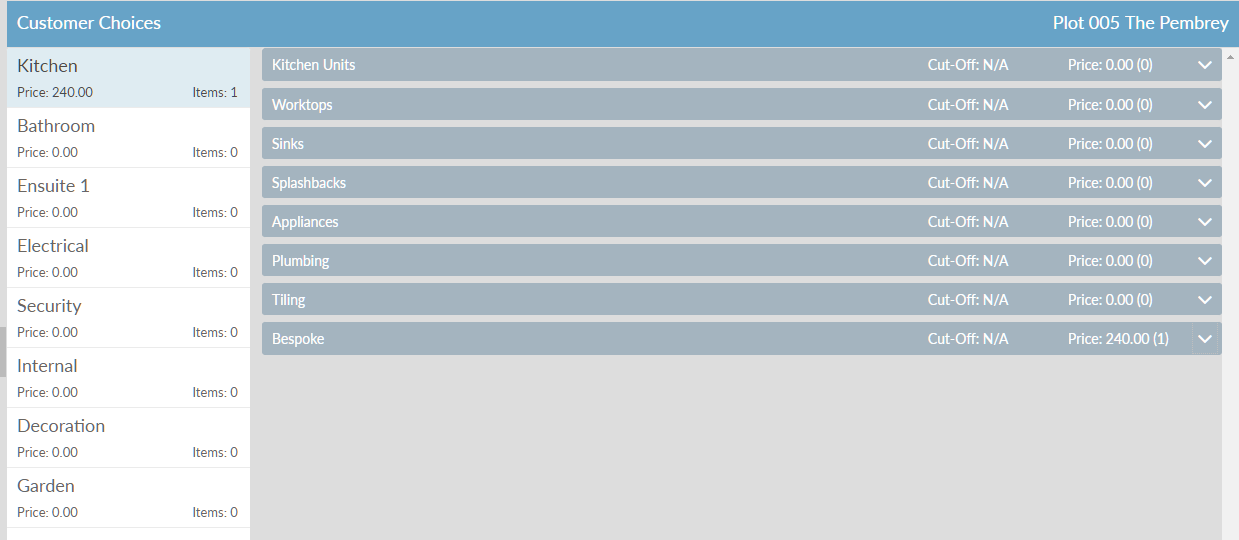 Customer Choices Plot 005 The Pembrey
Kitchen
Price: 240.00 Items: 1
Bathroom
Price: 0.00 Items: 0
Ensuite 1
Price: 0.00 Items: 0
Electrical
Price: 0.00 Items: 0
Security
Price: 0.00 Items: 0
Internal
Price: 0.00 Items: 0
Decoration
Price: 0.00 Items: 0
Garden
Price: 0.00 Items: 0
Kitchen Units Cut-Off: N/A Price: 0.00 (0)
Worktops Cut-Off: N/A Price: 0.00 (0)
Sinks Cut-Off: N/A Price: 0.00 (0)
Splashbacks Cut-Off: N/A Price: 0.00 (0)
Appliances Cut-Off: N/A Price: 0.00 (0)
Plumbing Cut-Off: N/A Price: 0.00 (0)
Tiling Cut-Off: N/A Price: 0.00 (0)
Bespoke Cut-Off: N/A Price: 240.00 (1)